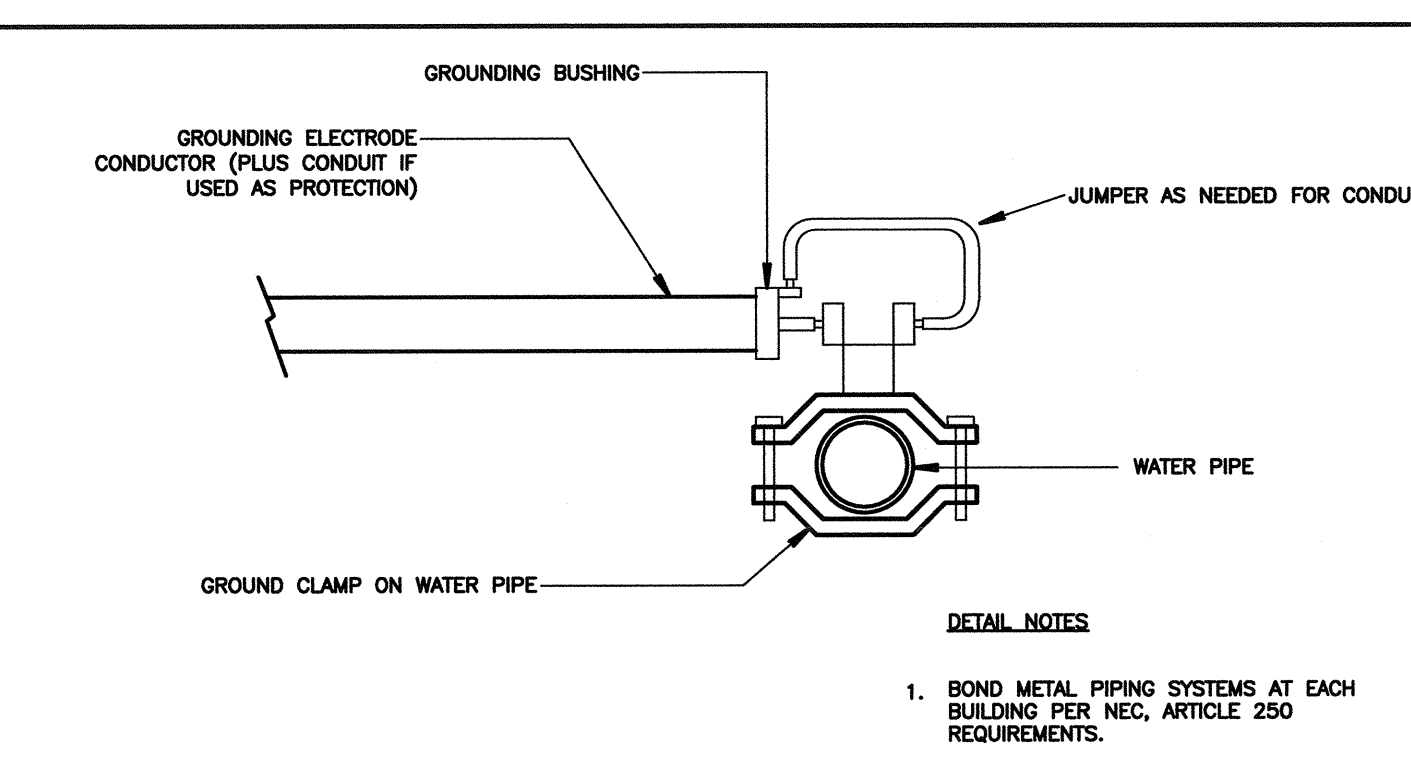 GROUNDING BUSHING
GROUNDING ELECTRODE
CONDUCTOR (PLUS CONDUIT IF
USED AS PROTECTION)
JUMPER AS NEEDED FOR CONDU
WATER PIPE
GROUND CLAMP ON WATER PIPE
DETAIL NOTES
1. BOND METAL PIPING SYSTEMS AT EACH
BUILDING PER NEC, ARTICLE 250
REQUIREMENTS.